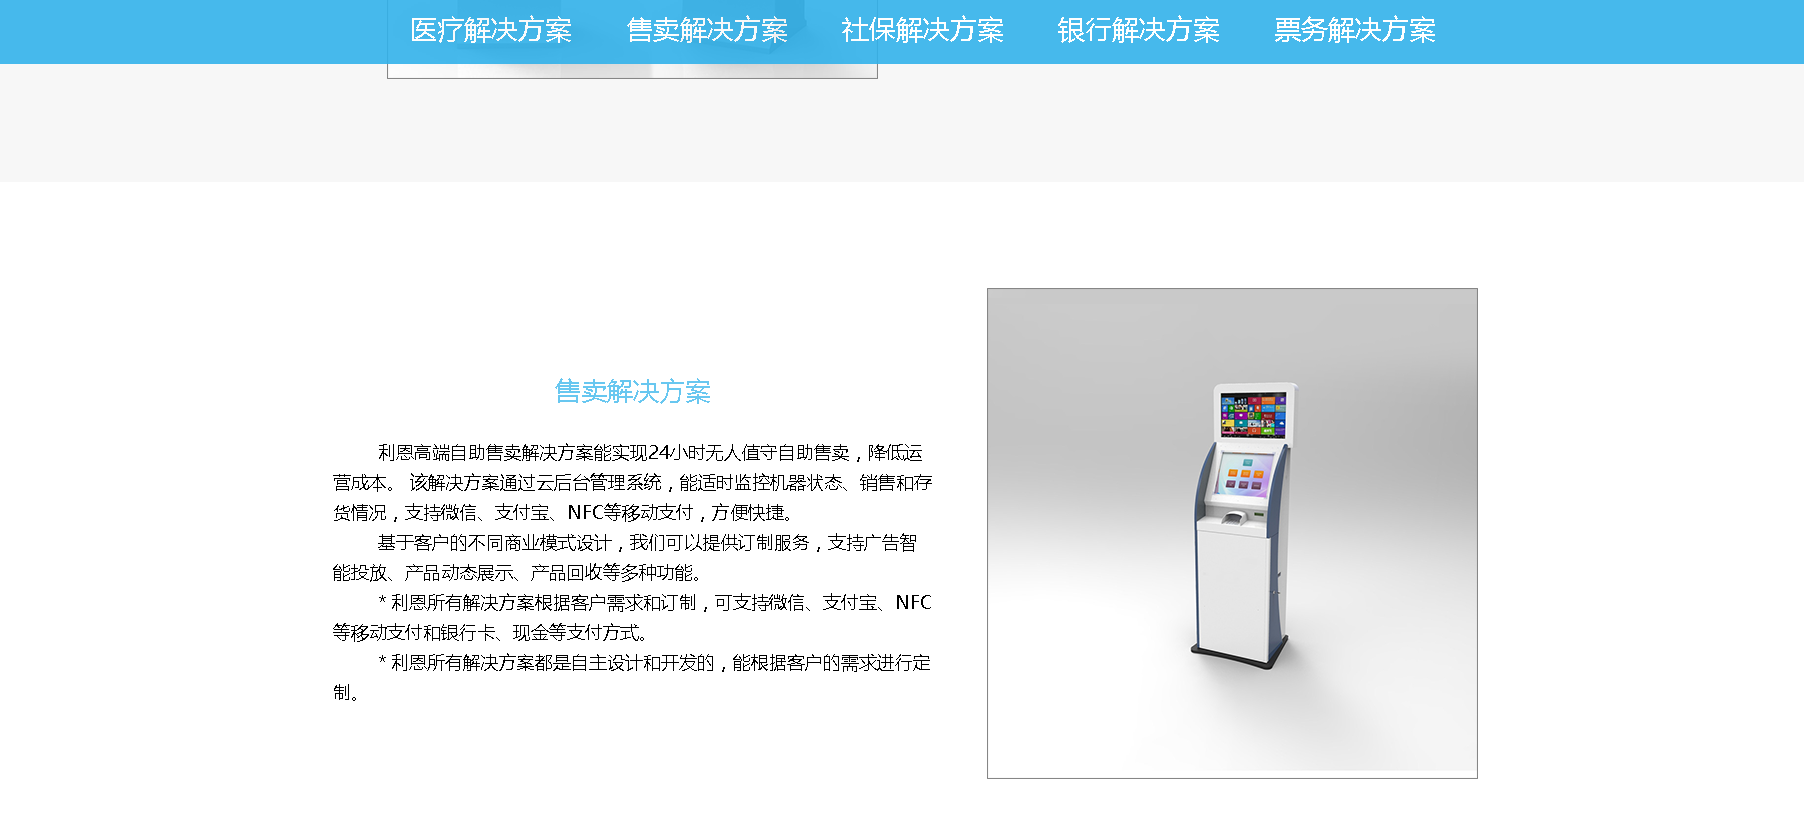 医疗解决方案 售卖解决方案 社保解决方案 银行解决方案 票务解决方案
售卖解决方案
利恩高端自助售卖解决方案能实现24小时无人值守自助售卖，降低运
营成本。 该解决方案通过云后台管理系统，能适时监控机器状态、销售和存
货情况，支持微信、支付宝、NFC等移动支付，方便快捷。
基于客户的不同商业模式设计，我们可以提供订制服务，支持广告智
能投放、产品动态展示、产品回收等多种功能。
* 利恩所有解决方案根据客户需求和订制，可支持微信、支付宝、NFC
等移动支付和银行卡、现金等支付方式。
* 利恩所有解决方案都是自主设计和开发的，能根据客户的需求进行定
制。